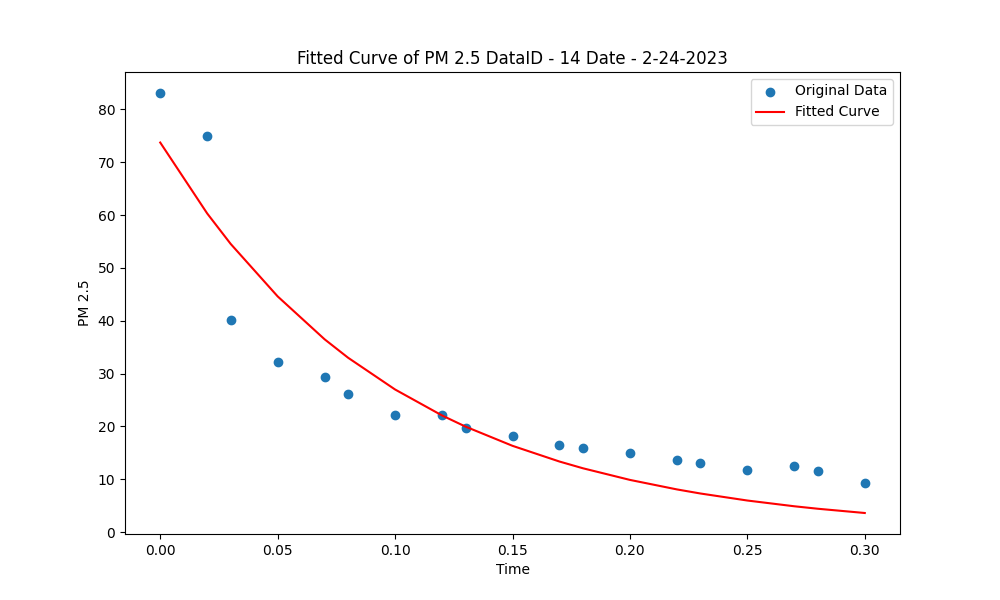 Fitted Curve of PM 2.5 DataID - 14 Date - 2-24-2023
Original Data
Fitted Curve
80
70
60
50
40
30
20
10
0
PM 2.5
0.00 0.05 0.10 0.15 0.20 0.25 0.30
Time